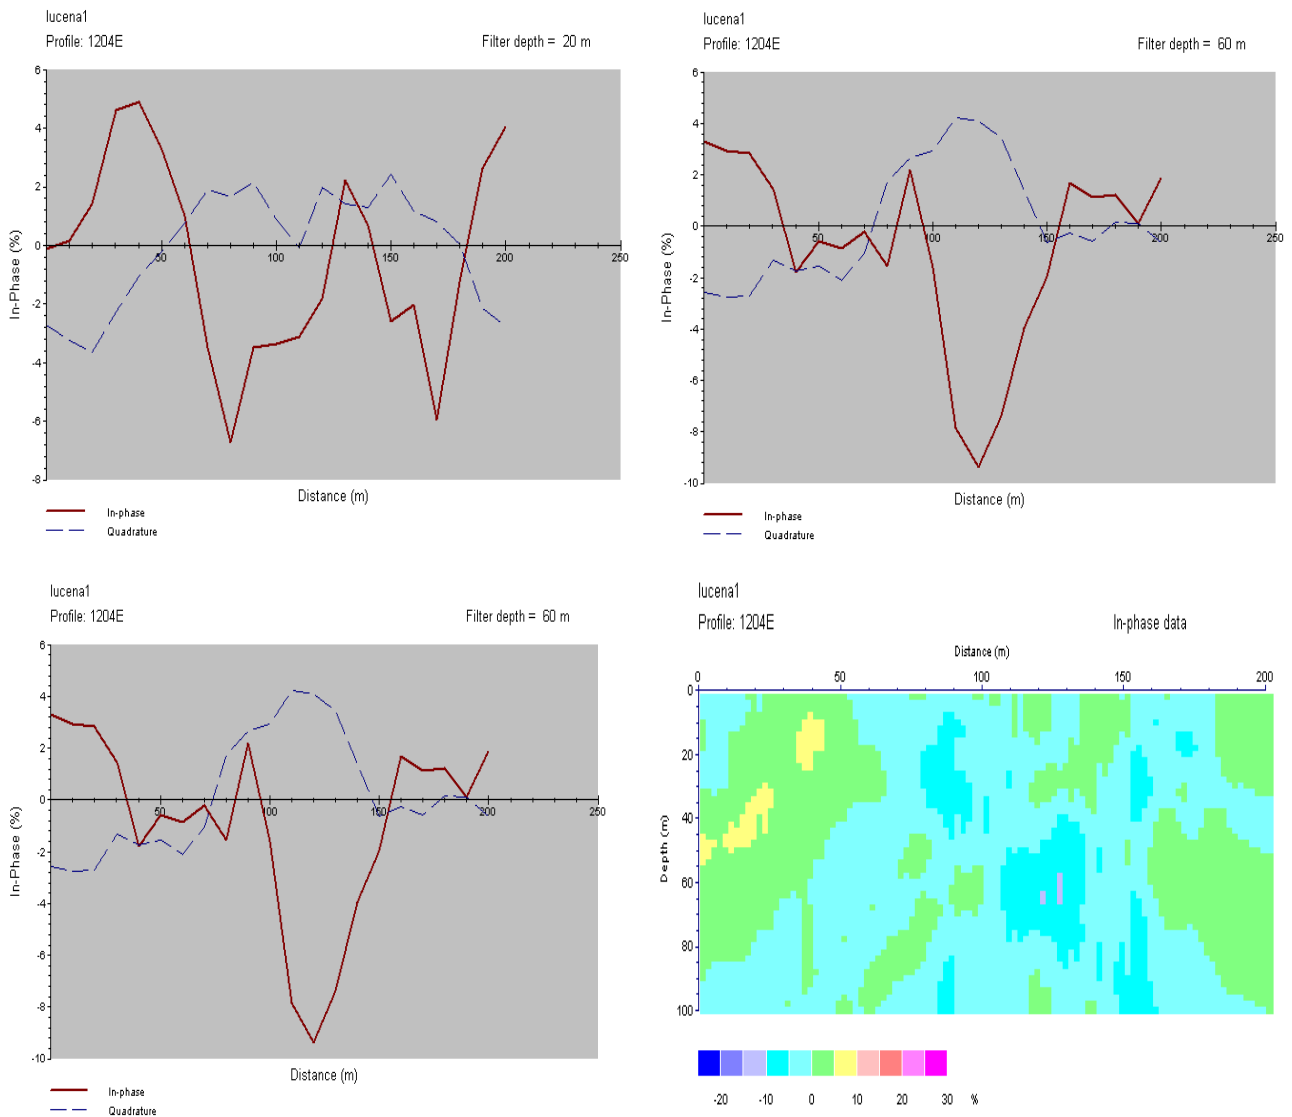 lucena1
Profile: 1204E
Filter depth = 20 m
6
4
2
0
-2
-4
-6
-8
50
100
150
200
250
In-Phase (%)
Distance (m)
In-phase
Quadrature
lucena1
Profile: 1204E
Filter depth = 60 m
6
4
2
0
-2
-4
-6
-8
-10
50
100
150
200
250
In-Phase (%)
Distance (m)
In-phase
Quadrature
lucena1
Profile: 1204E
Filter depth = 60 m
6
4
2
0
-2
-4
-6
-8
-10
50
100
150
200
250
In-Phase (%)
Distance (m)
In-phase
Quadrature
lucena1
Profile: 1204E
In-phase data
Distance (m)
0
50
100
150
200
0
20
40
60
80
100
Depth (m)
-20
-10
0
10
20
30
%